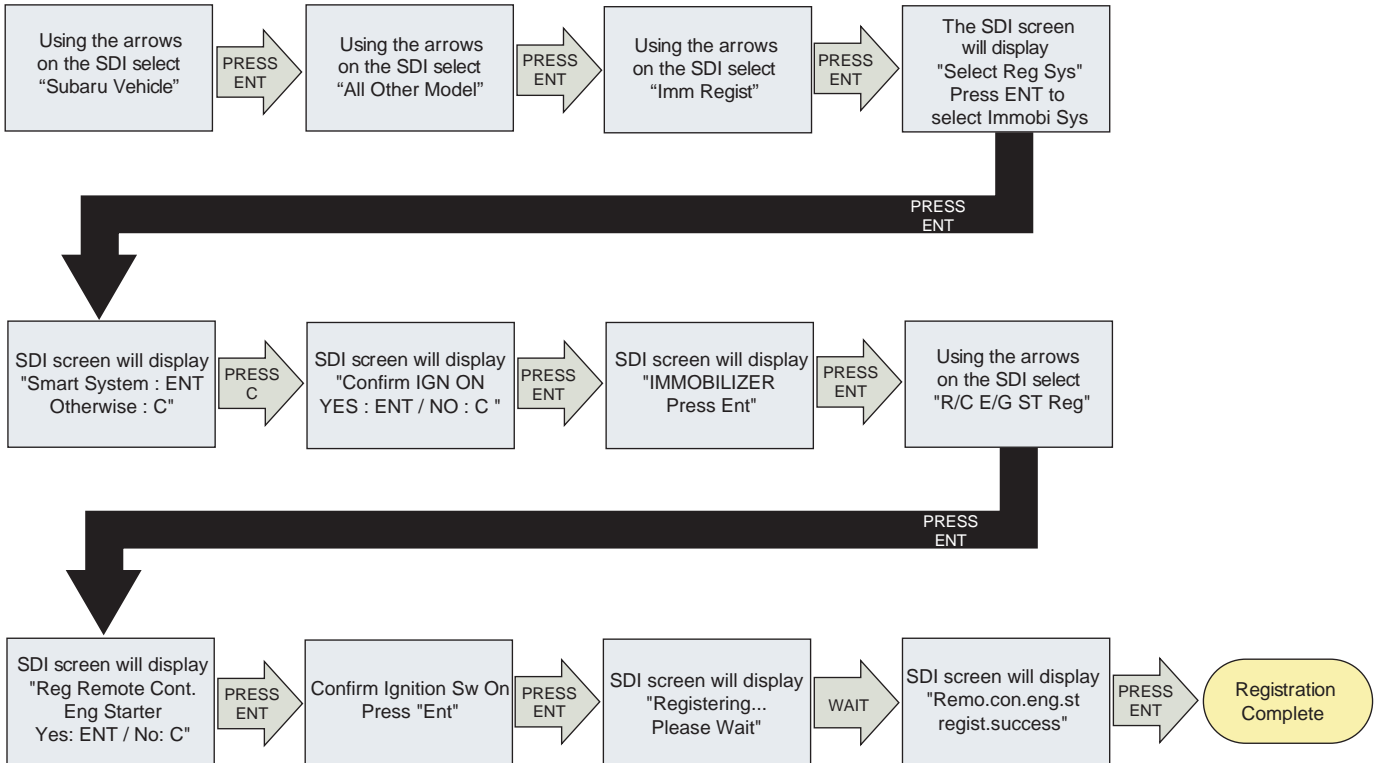 Using the arrows
on the SDI select
“Subaru Vehicle”
PRESS
ENT
Using the arrows
on the SDI select
“All Other Model”
PRESS
ENT
Using the arrows
on the SDI select
“Imm Regist”
PRESS
ENT
The SDI screen
will display
"Select Reg Sys"
Press ENT to
select Immobi Sys
PRESS
ENT
SDI screen will display
"Smart System : ENT
Otherwise : C"
PRESS
C
SDI screen will display
"Confirm IGN ON
YES : ENT / NO : C "
PRESS
ENT
SDI screen will display
"IMMOBILIZER
Press Ent"
PRESS
ENT
Using the arrows
on the SDI select
"R/C E/G ST Reg"
PRESS
ENT
SDI screen will display
"Reg Remote Cont.
Eng Starter
Yes: ENT / No: C"
PRESS
ENT
Confirm Ignition Sw On
Press "Ent"
PRESS
ENT
SDI screen will display
"Registering...
Please Wait"
WAIT
SDI screen will display
"Remo.con.eng.st
regist.success"
PRESS
ENT
Registration
Complete